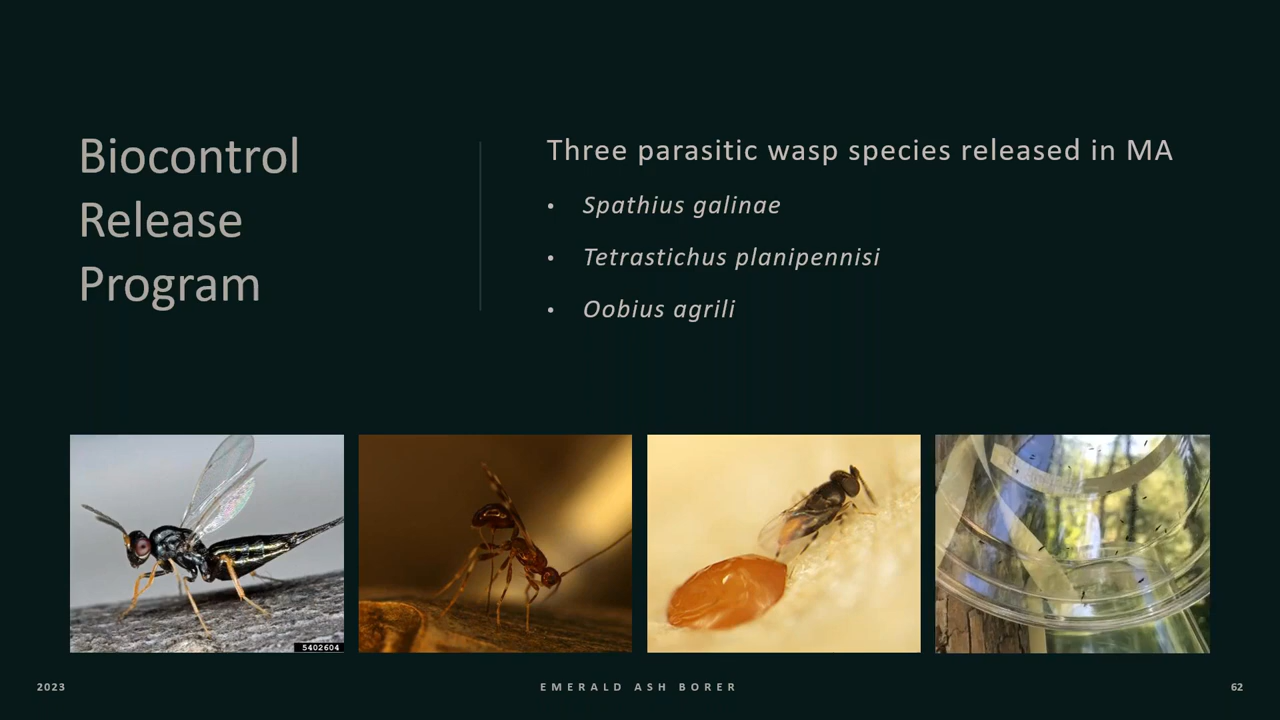 Biocontrol
Release
Program
Three parasitic wasp species released in MA
• Spathius galinae
• Tetrastichus planipennisi
• Oobius agrili
5402604
2023
EMERALD ASH BORER
62